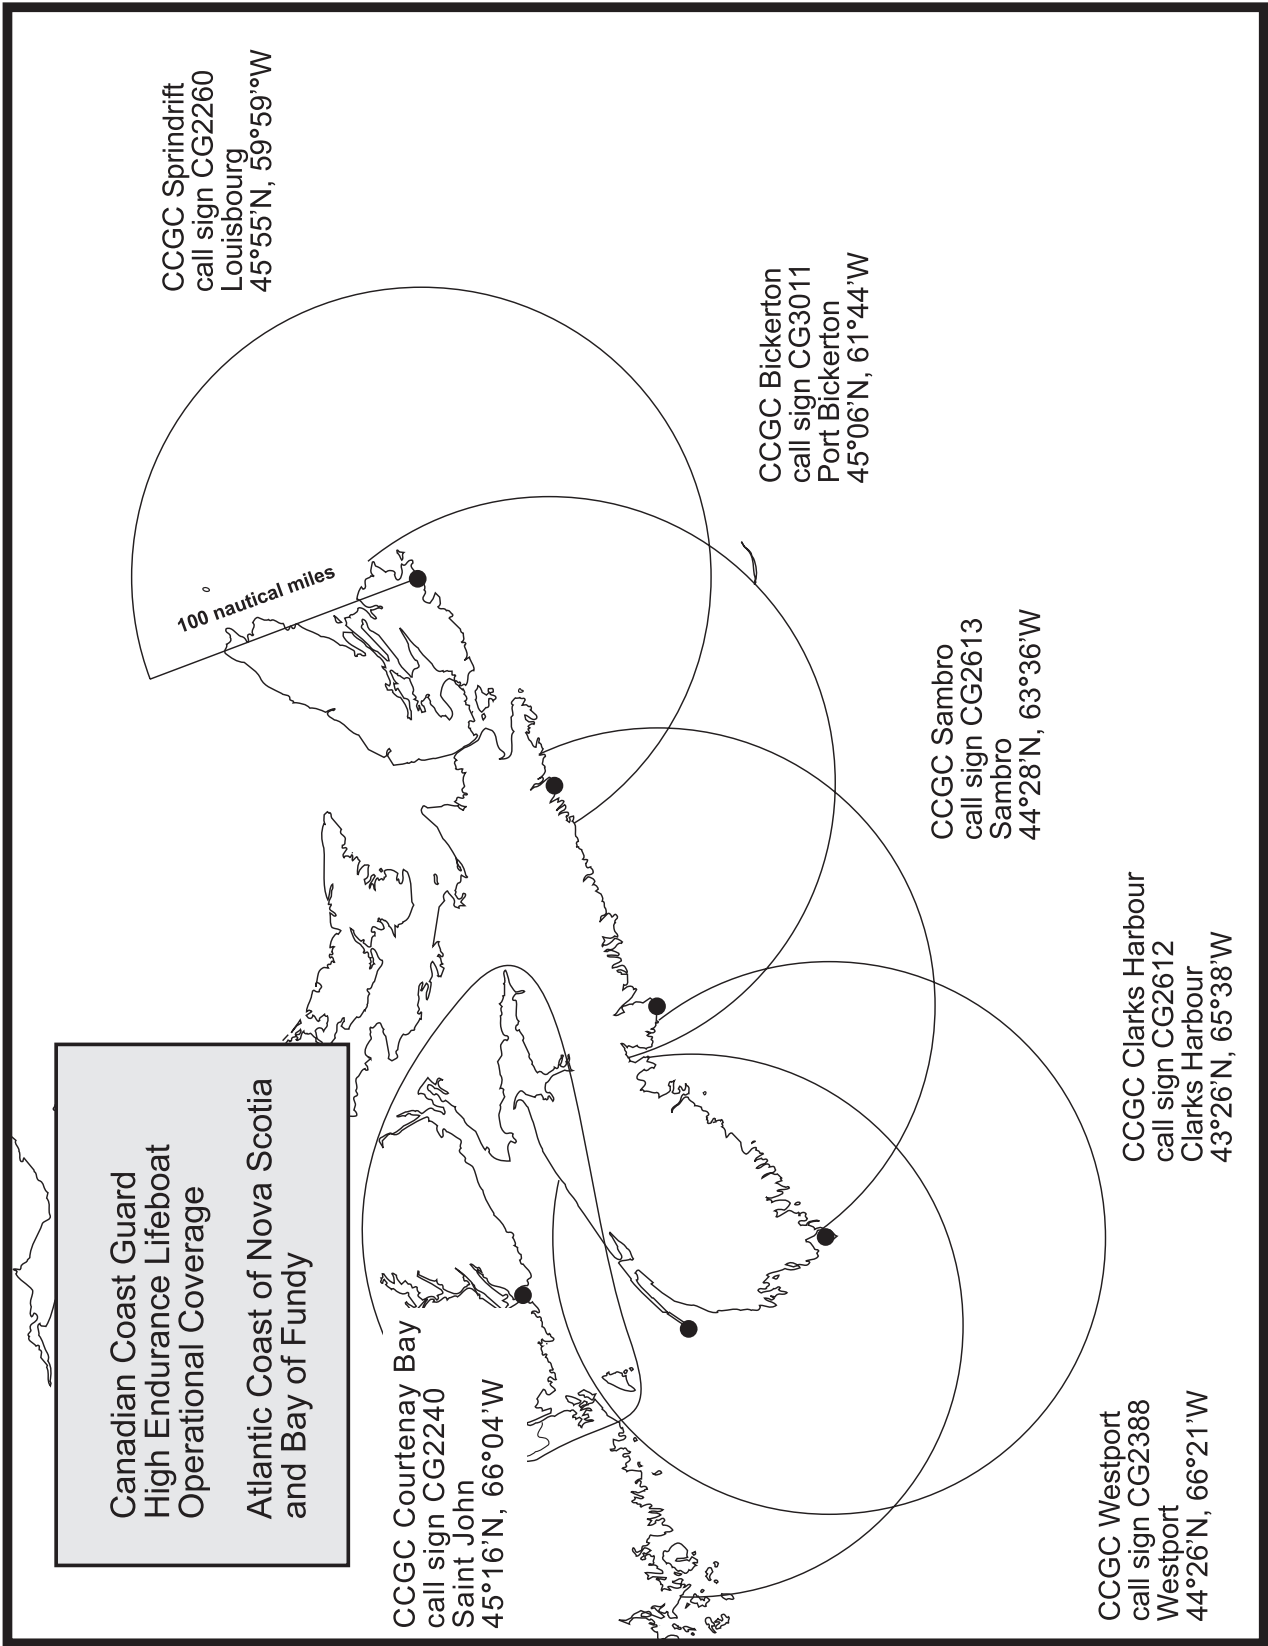 Canadian Coast Guard
High Endurance Lifeboat
Operational Coverage
Atlantic Coast of Nova Scotia
and Bay of Fundy
CCGC Courtenay Bay
call sign CG2240
Saint John
45°16'N, 66°04'W
CCGC Westport
call sign CG2388
Westport
44°26'N, 66°21'W
CCGC Clarks Harbour
call sign CG2612
Clarks Harbour
43°26'N, 65°38'W
CCGC Sambro
call sign CG2613
Sambro
44°28'N, 63°36'W
CCGC Bickerton
call sign CG3011
Port Bickerton
45°06'N, 61°44'W
CCGC Sprindrift
call sign CG2260
Louisbourg
45°55'N, 59°59'°W
100 nautical miles